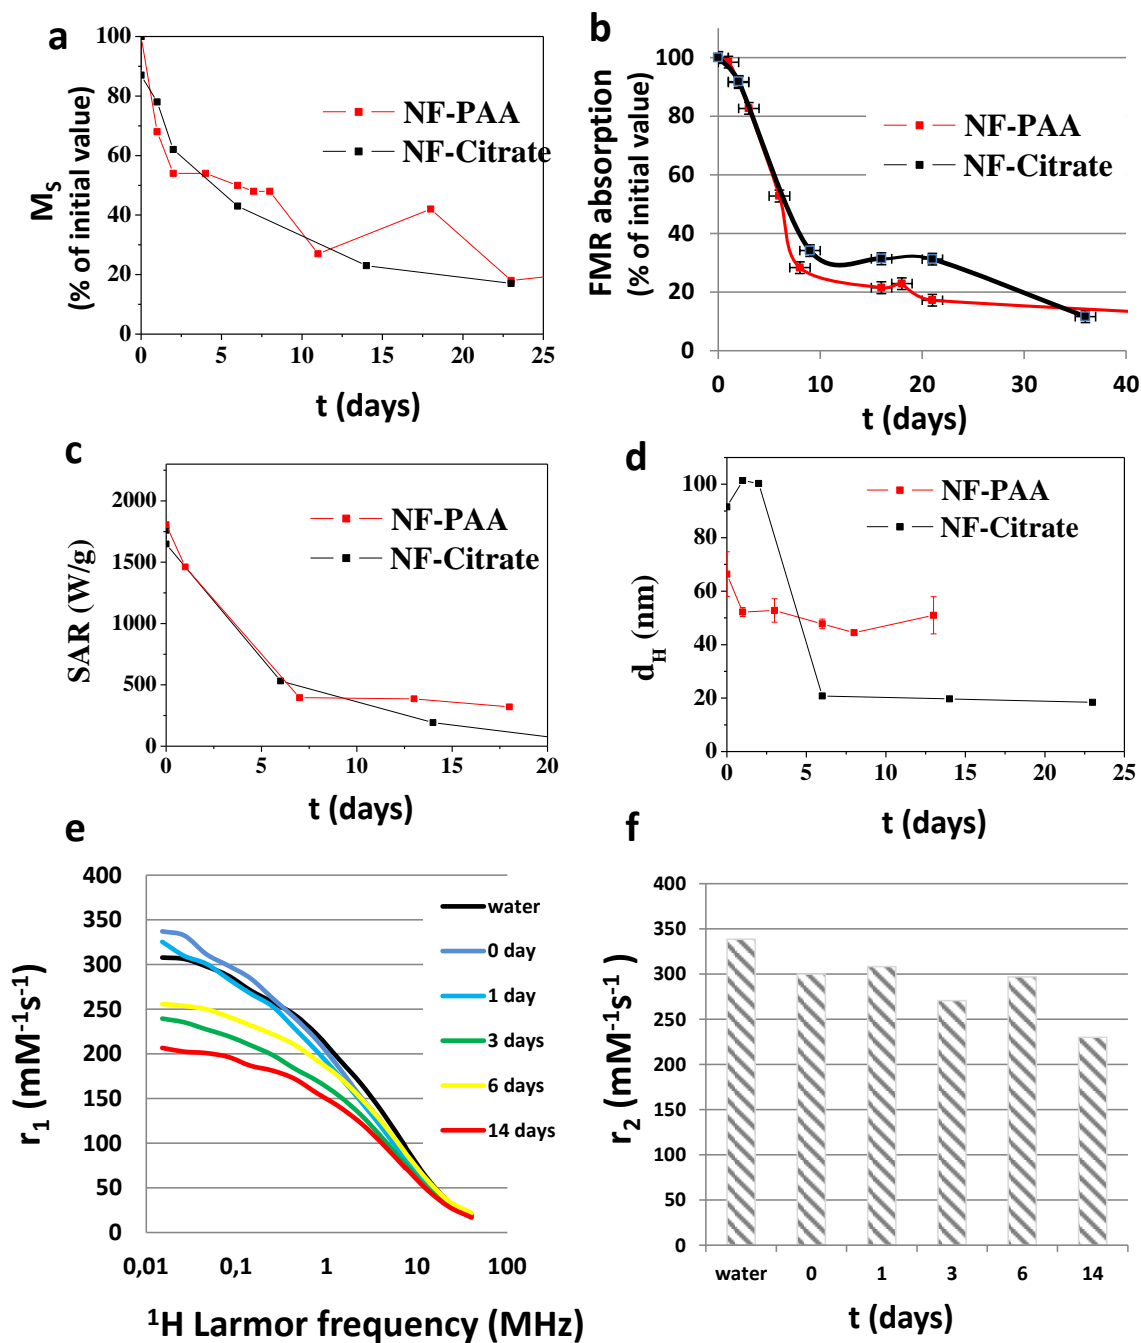 a
M_S
(% of initial value)
100
80
60
40
20
0
0
5
10
15
20
25
t (days)
NF-PAA
NF-Citrate
b
FMR absorption
(% of initial value)
100
80
60
40
20
0
0
10
20
30
40
t (days)
NF-PAA
NF-Citrate
c
SAR (W/g)
2000
1500
1000
500
0
0
5
10
15
20
t (days)
NF-PAA
NF-Citrate
d
d_H (nm)
100
80
60
40
20
0
0
5
10
15
20
25
t (days)
NF-PAA
NF-Citrate
e
r₁ (mM⁻¹s⁻¹)
400
350
300
250
200
150
100
50
0
0,01
0,1
1
10
100
¹H Larmor frequency (MHz)
water
0 day
1 day
3 days
6 days
14 days
f
r₂ (mM⁻¹s⁻¹)
400
350
300
250
200
150
100
50
0
water
0
1
3
6
14
t (days)